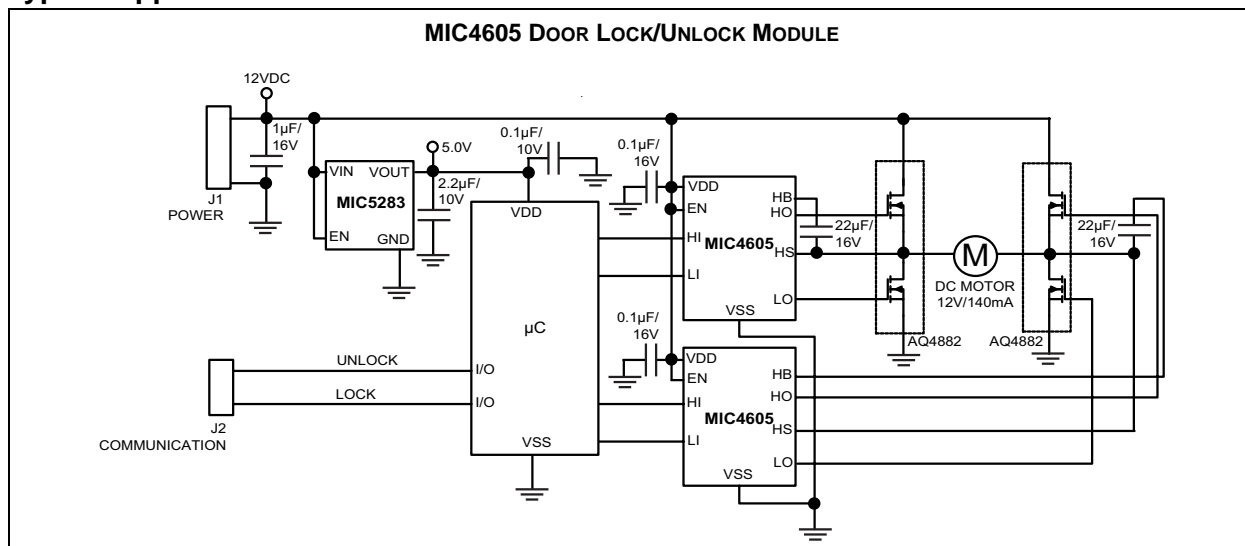 MIC4605 DOOR LOCK/UNLOCK MODULE
12VDC
1µF/
16V
J1
POWER
VIN
VOUT
MIC5283
EN
GND
5.0V
2.2µF/
10V
0.1µF/
10V
VDD
µC
I/O
I/O
VSS
UNLOCK
LOCK
J2
COMMUNICATION
0.1µF/
16V
VDD
EN
HI
LI
MIC4605
HB
HO
HS
LO
VSS
22µF/
16V
0.1µF/
16V
VDD
EN
HI
LI
MIC4605
HB
HO
HS
LO
VSS
M
DC MOTOR
12V/140mA
AQ4882
AQ4882
22µF/
16V